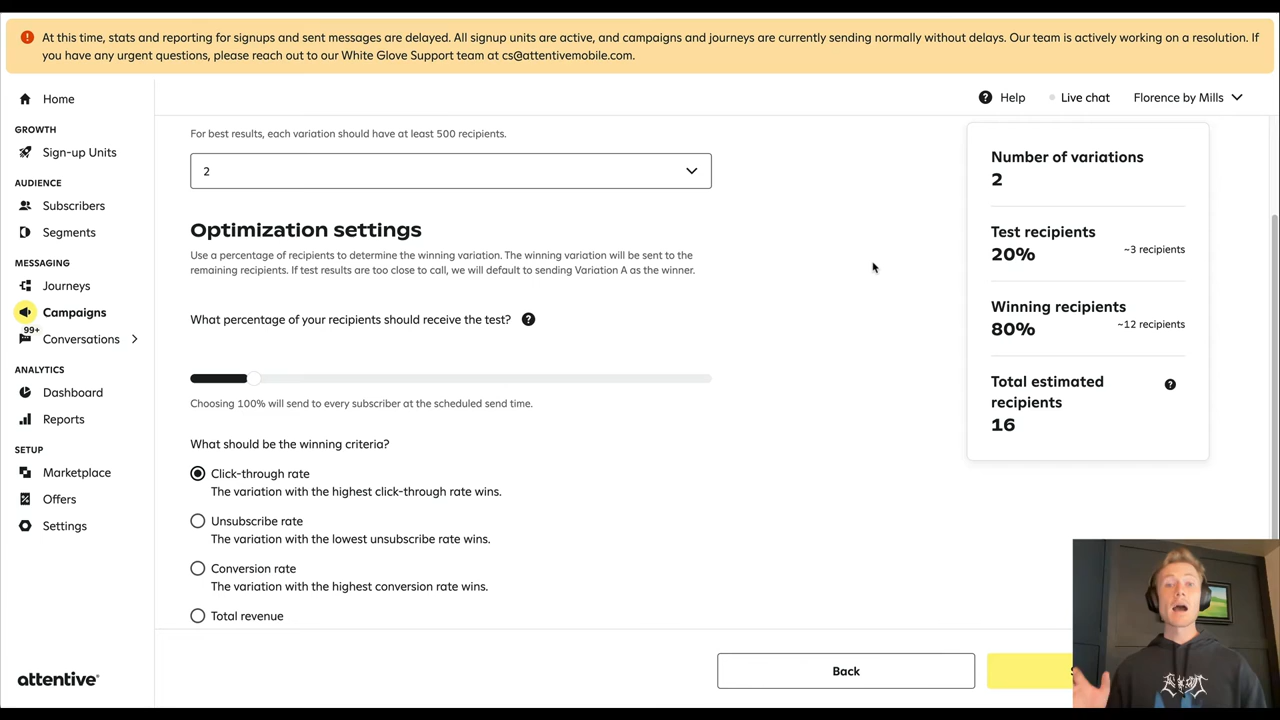 At this time, stats and reporting for signups and sent messages are delayed. All signup units are active, and campaigns and journeys are currently sending normally without delays. Our team is actively working on a resolution. If
you have any urgent questions, please reach out to our White Glove Support team at cs@attentivemobile.com.
Help
Live chat
Florence by Mills
Home
GROWTH
Sign-up Units
AUDIENCE
Subscribers
Segments
MESSAGING
Journeys
Campaigns
99+
Conversations
ANALYTICS
Dashboard
Reports
SETUP
Marketplace
Offers
Settings
attentive®
For best results, each variation should have at least 500 recipients.
2
Optimization settings
Use a percentage of recipients to determine the winning variation. The winning variation will be sent to the
remaining recipients. If test results are too close to call, we will default to sending Variation A as the winner.
What percentage of your recipients should receive the test?
Choosing 100% will send to every subscriber at the scheduled send time.
What should be the winning criteria?
Click-through rate
The variation with the highest click-through rate wins.
Unsubscribe rate
The variation with the lowest unsubscribe rate wins.
Conversion rate
The variation with the highest conversion rate wins.
Total revenue
Number of variations
2
Test recipients
20%
~3 recipients
Winning recipients
80%
~12 recipients
Total estimated
recipients
16
Back